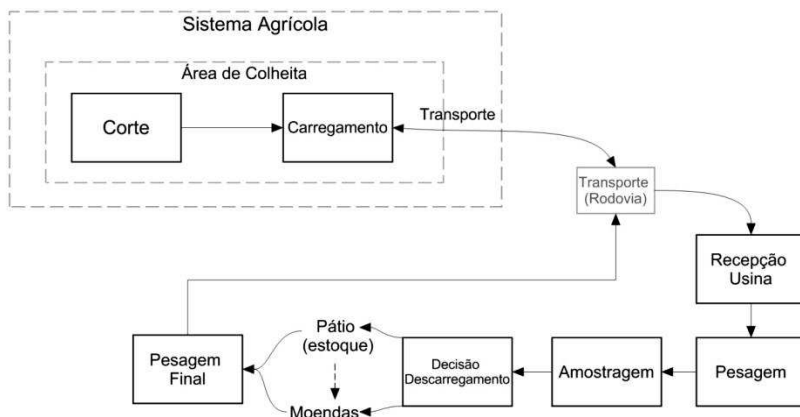 Sistema Agrícola
Área de Colheita
Corte
Carregamento
Transporte
Transporte
(Rodovia)
Recepção
Usina
Pesagem
Amostragem
Decisão
Descarregamento
Pátio
(estoque)
Moendas
Pesagem
Final